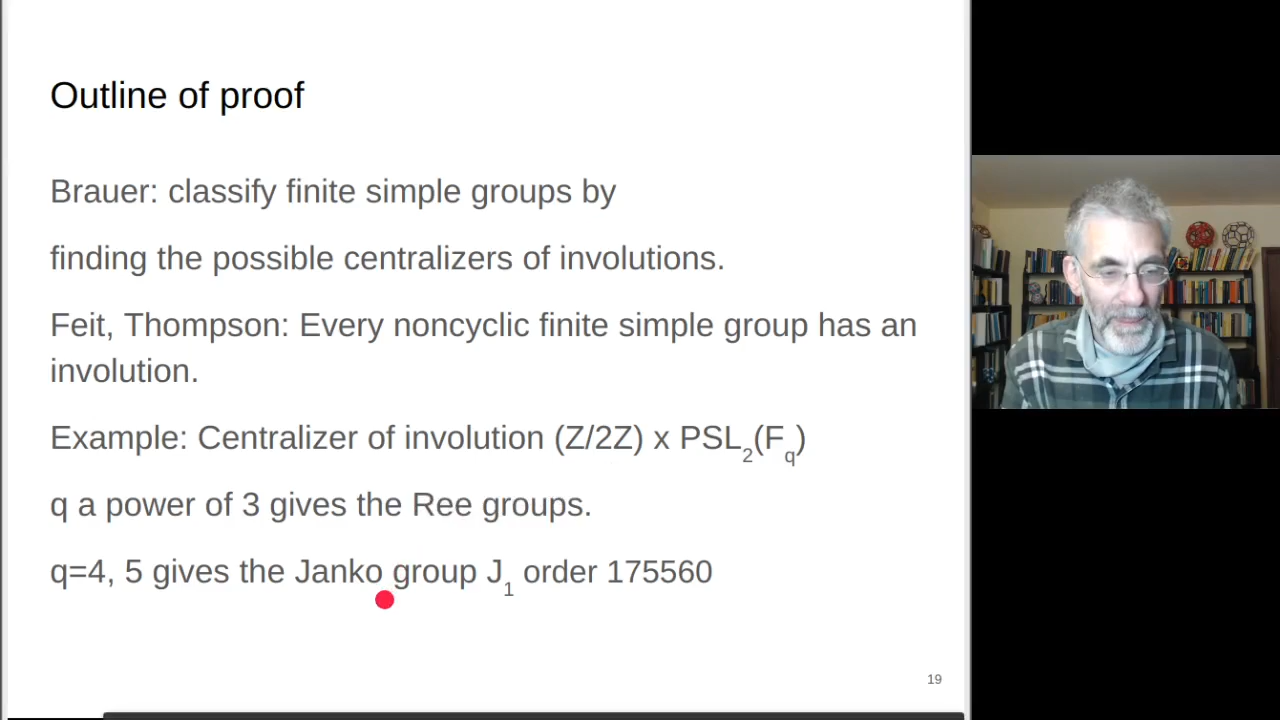 Outline of proof
Brauer: classify finite simple groups by
finding the possible centralizers of involutions.
Feit, Thompson: Every noncyclic finite simple group has an
involution.
Example: Centralizer of involution (Z/2Z) x PSL₂(F_q)
q a power of 3 gives the Ree groups.
q=4, 5 gives the Janko group J₁ order 175560
19